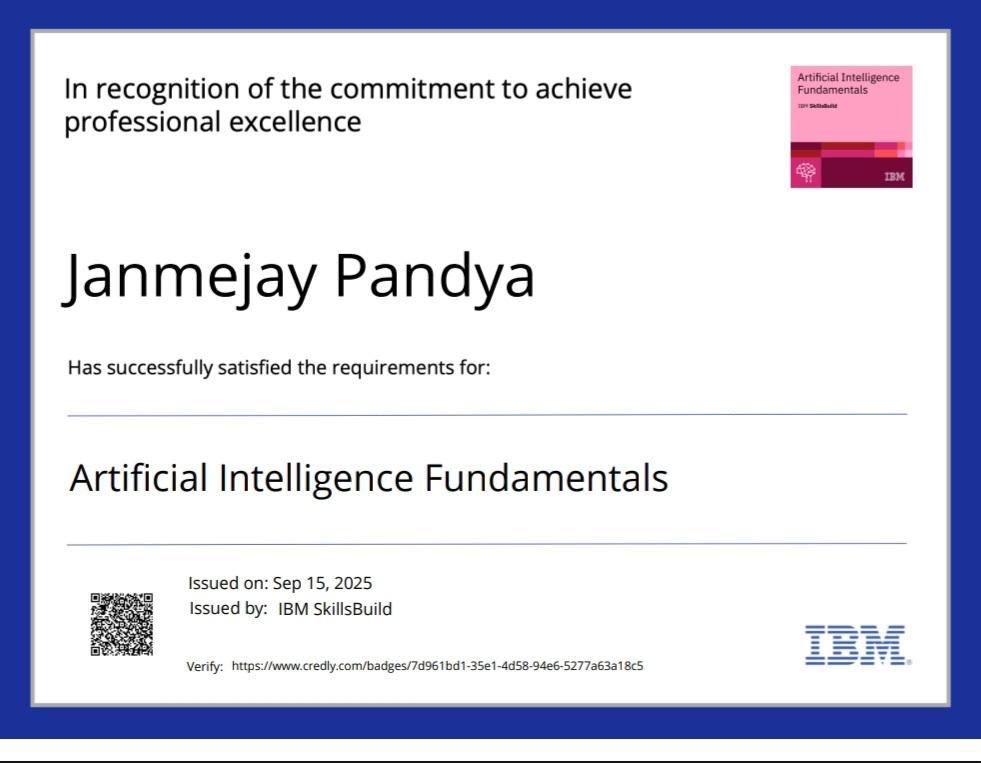 In recognition of the commitment to achieve
professional excellence
Artificial Intelligence
Fundamentals
IBM SkillsBuild
IBM
Janmejay Pandya
Has successfully satisfied the requirements for:
Artificial Intelligence Fundamentals
Issued on: Sep 15, 2025
Issued by: IBM SkillsBuild
IBM®
Verify: https://www.credly.com/badges/7d961bd1-35e1-4d58-94e6-5277a63a18c5